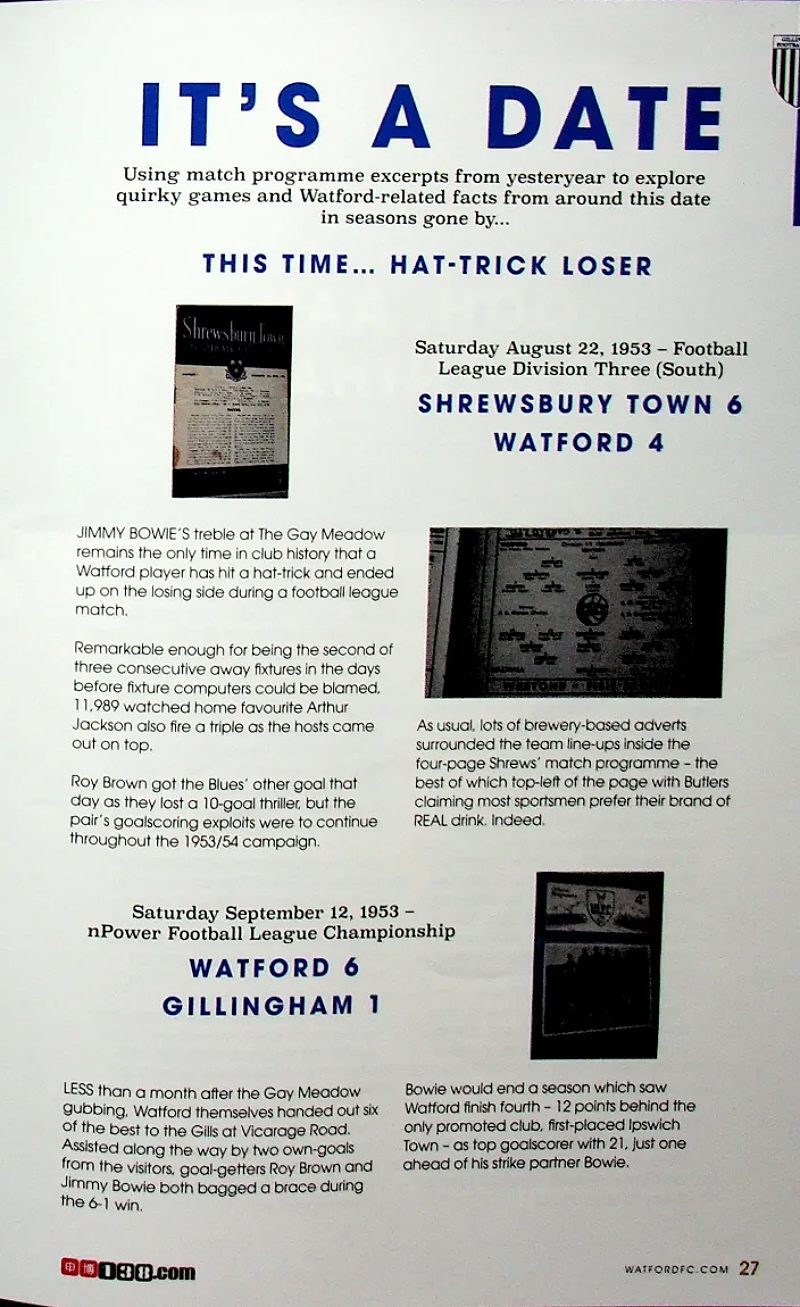 IT'S A DATE
Using match programme excerpts from yesteryear to explore
quirky games and Watford-related facts from around this date
in seasons gone by...
THIS TIME... HAT-TRICK LOSER
Shrewsbury Town
Saturday August 22, 1953 – Football
League Division Three (South)
SHREWSBURY TOWN 6
WATFORD 4
JIMMY BOWIE'S treble at The Gay Meadow
remains the only time in club history that a
Watford player has hit a hat-trick and ended
up on the losing side during a football league
match.
Remarkable enough for being the second of
three consecutive away fixtures in the days
before fixture computers could be blamed,
11,989 watched home favourite Arthur
Jackson also fire a triple as the hosts came
out on top.
Roy Brown got the Blues' other goal that
day as they lost a 10-goal thriller, but the
pair's goalscoring exploits were to continue
throughout the 1953/54 campaign.
As usual, lots of brewery-based adverts
surrounded the team line-ups inside the
four-page Shrews' match programme – the
best of which top-left of the page with Butlers
claiming most sportsmen prefer their brand of
REAL drink. Indeed.
Saturday September 12, 1953 –
nPower Football League Championship
WATFORD 6
GILLINGHAM 1
LESS than a month after the Gay Meadow
gubbing, Watford themselves handed out six
of the best to the Gills at Vicarage Road.
Assisted along the way by two own-goals
from the visitors, goal-getters Roy Brown and
Jimmy Bowie both bagged a brace during
the 6-1 win.
Bowie would end a season which saw
Watford finish fourth – 12 points behind the
only promoted club, first-placed Ipswich
Town – as top goalscorer with 21, just one
ahead of his strike partner Bowie.
申博138.com
WATFORDFC.COM 27